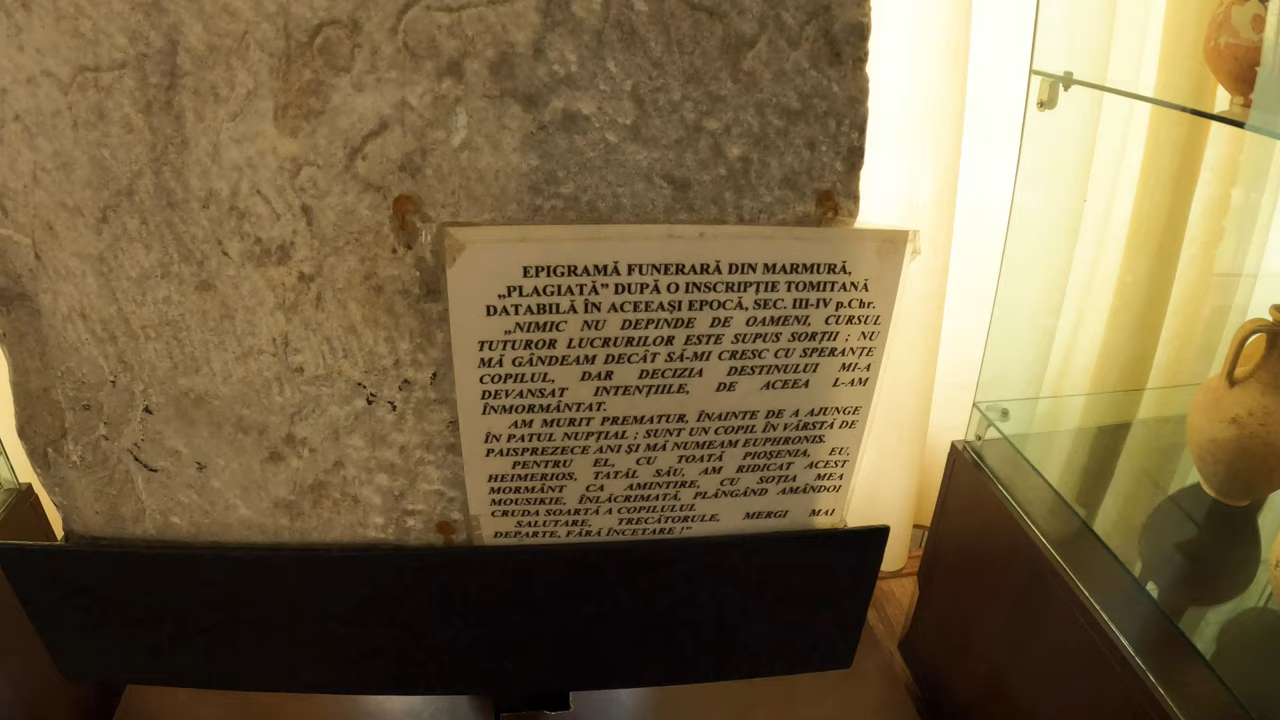 EPIGRAMĂ FUNERARĂ DIN MARMURĂ,
„PLAGIATĂ” DUPĂ O INSCRIPȚIE TOMITANĂ
DATABILĂ ÎN ACEEAȘI EPOCĂ, SEC. III-IV p.Chr.
„NIMIC NU DEPINDE DE OAMENI, CURSUL
TUTUROR LUCRURILOR ESTE SUPUS SORȚII ; NU
MĂ GÂNDEAM DECÂT SĂ-MI CRESC CU SPERANȚE
COPILUL, DAR DECIZIA DESTINULUI MI-A
DEVANSAT INTENȚIILE, DE ACEEA L-AM
ÎNMORMÂNTAT.
AM MURIT PREMATUR, ÎNAINTE DE A AJUNGE
ÎN PATUL NUPȚIAL ; SUNT UN COPIL ÎN VÂRSTĂ DE
PAISPREZECE ANI ȘI MĂ NUMEAM EUPHRONIS.
PENTRU EL, CU TOATĂ PIOȘENIA, EU,
HEIMERIOS, TATĂL SĂU, AM RIDICAT ACEST
MORMÂNT CA AMINTIRE, CU SOȚIA MEA
MOUSIKIE, ÎNLĂCRIMATĂ, PLÂNGÂND AMÂNDOI
CRUDA SOARTĂ A COPILULUI.
SALUTARE, TRECĂTORULE, MERGI MAI
DEPARTE, FĂRĂ ÎNCETARE !”